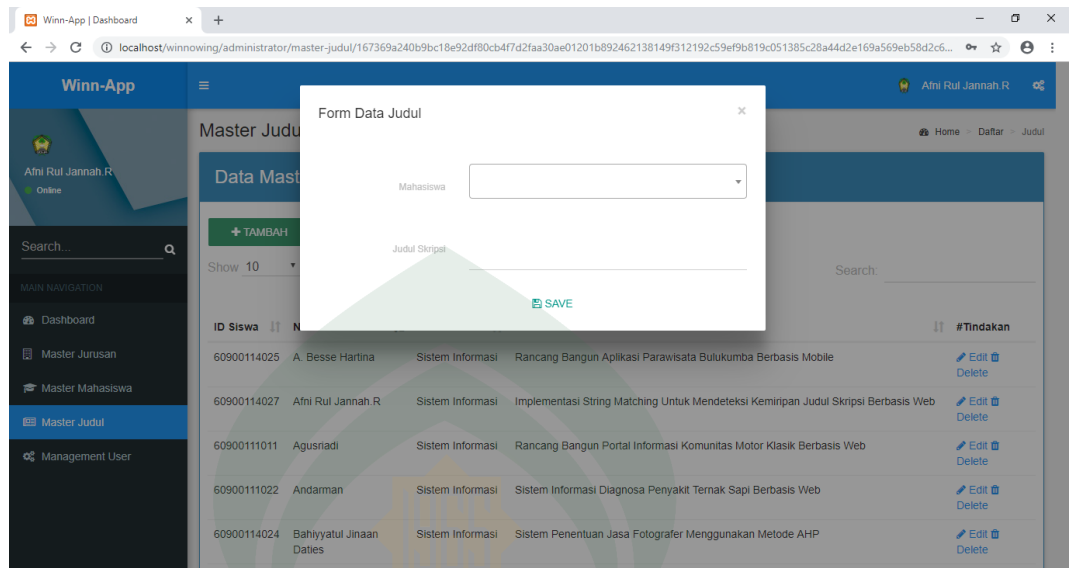 Winn-App | Dashboard
localhost/winnowing/administrator/master-judul/167369a240b9bc18e92df80cb4f7d2faa30ae01201b892462138149f312192c59ef9b819c051385c28a44d2e169a569eb58d2c6...
Winn-App
Afni Rul Jannah.R
Form Data Judul
Master Judu
Home > Daftar > Judul
Afni Rul Jannah.R
Online
Data Mast
Mahasiswa
TAMBAH
Search...
Judul Skripsi
Show 10
Search:
MAIN NAVIGATION
SAVE
Dashboard
ID Siswa N #Tindakan
Master Jurusan
60900114025 A. Besse Hartina Sistem Informasi Rancang Bangun Aplikasi Parawisata Bulukumba Berbasis Mobile Edit
Delete
Master Mahasiswa
60900114027 Afni Rul Jannah.R Sistem Informasi Implementasi String Matching Untuk Mendeteksi Kemiripan Judul Skripsi Berbasis Web Edit
Delete
Master Judul
60900111011 Agusriadi Sistem Informasi Rancang Bangun Portal Informasi Komunitas Motor Klasik Berbasis Web Edit
Delete
Management User
60900111022 Andarman Sistem Informasi Sistem Informasi Diagnosa Penyakit Ternak Sapi Berbasis Web Edit
Delete
60900114024 Bahiyyatul Jinaan Sistem Informasi Sistem Penentuan Jasa Fotografer Menggunakan Metode AHP Edit
Daties Delete